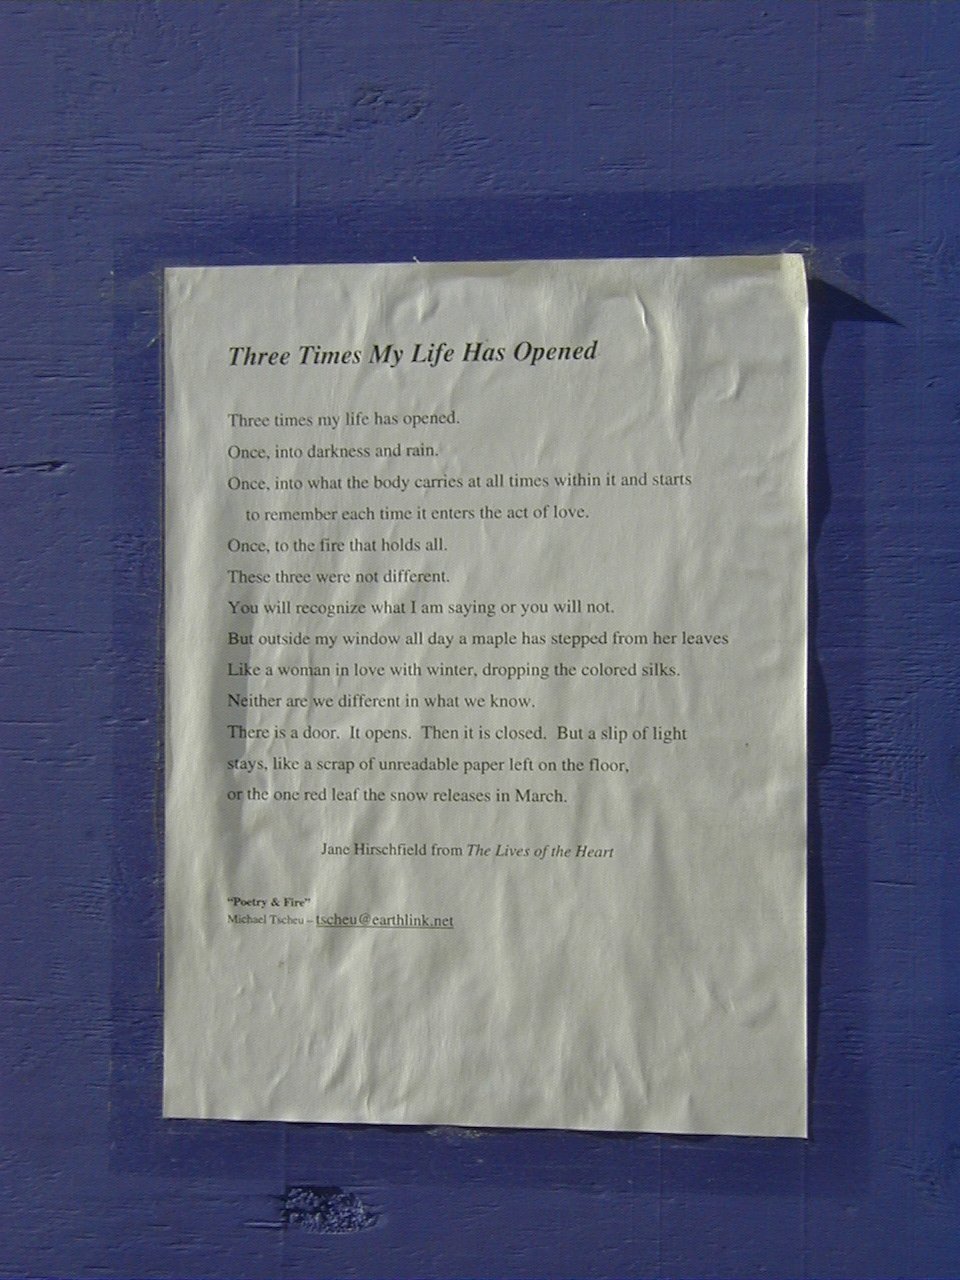 Three Times My Life Has Opened
Three times my life has opened.
Once, into darkness and rain.
Once, into what the body carries at all times within it and starts
to remember each time it enters the act of love.
Once, to the fire that holds all.
These three were not different.
You will recognize what I am saying or you will not.
But outside my window all day a maple has stepped from her leaves
Like a woman in love with winter, dropping the colored silks.
Neither are we different in what we know.
There is a door.  It opens.  Then it is closed.  But a slip of light
stays, like a scrap of unreadable paper left on the floor,
or the one red leaf the snow releases in March.
Jane Hirschfield from The Lives of the Heart
“Poetry & Fire”
Michael Tscheu – tscheu@earthlink.net